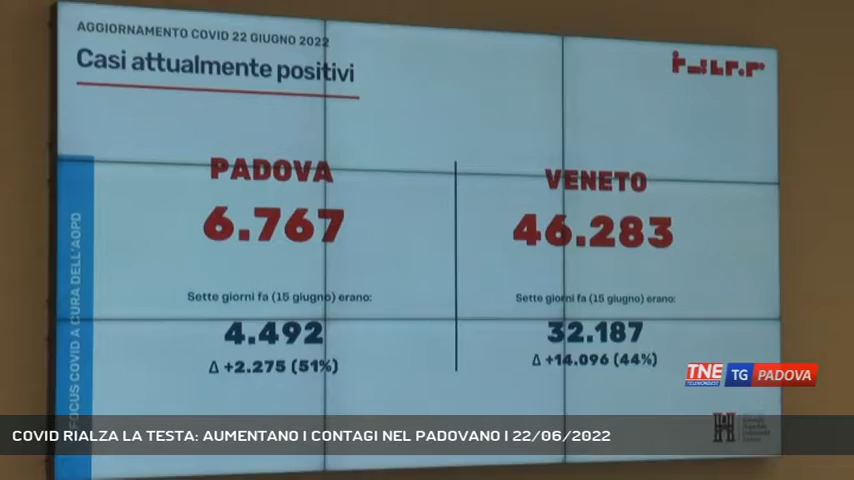 AGGIORNAMENTO COVID 22 GIUGNO 2022
Casi attualmente positivi
PADOVA
6.767
Sette giorni fa (15 giugno) erano:
4.492
Δ +2.275 (51%)
VENETO
46.283
Sette giorni fa (15 giugno) erano:
32.187
Δ +14.096 (44%)
FOCUS COVID A CURA DELL'AOPD
TNE TG PADOVA
TELENORDEST
COVID RIALZA LA TESTA: AUMENTANO I CONTAGI NEL PADOVANO | 22/06/2022